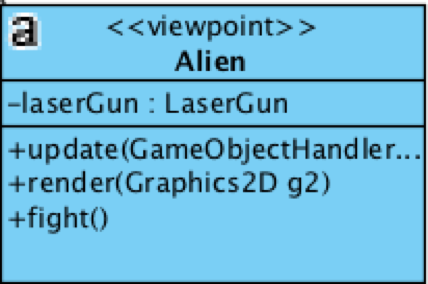 a
<<viewpoint>>
Alien
-laserGun : LaserGun
+update(GameObjectHandler...
+render(Graphics2D g2)
+fight()